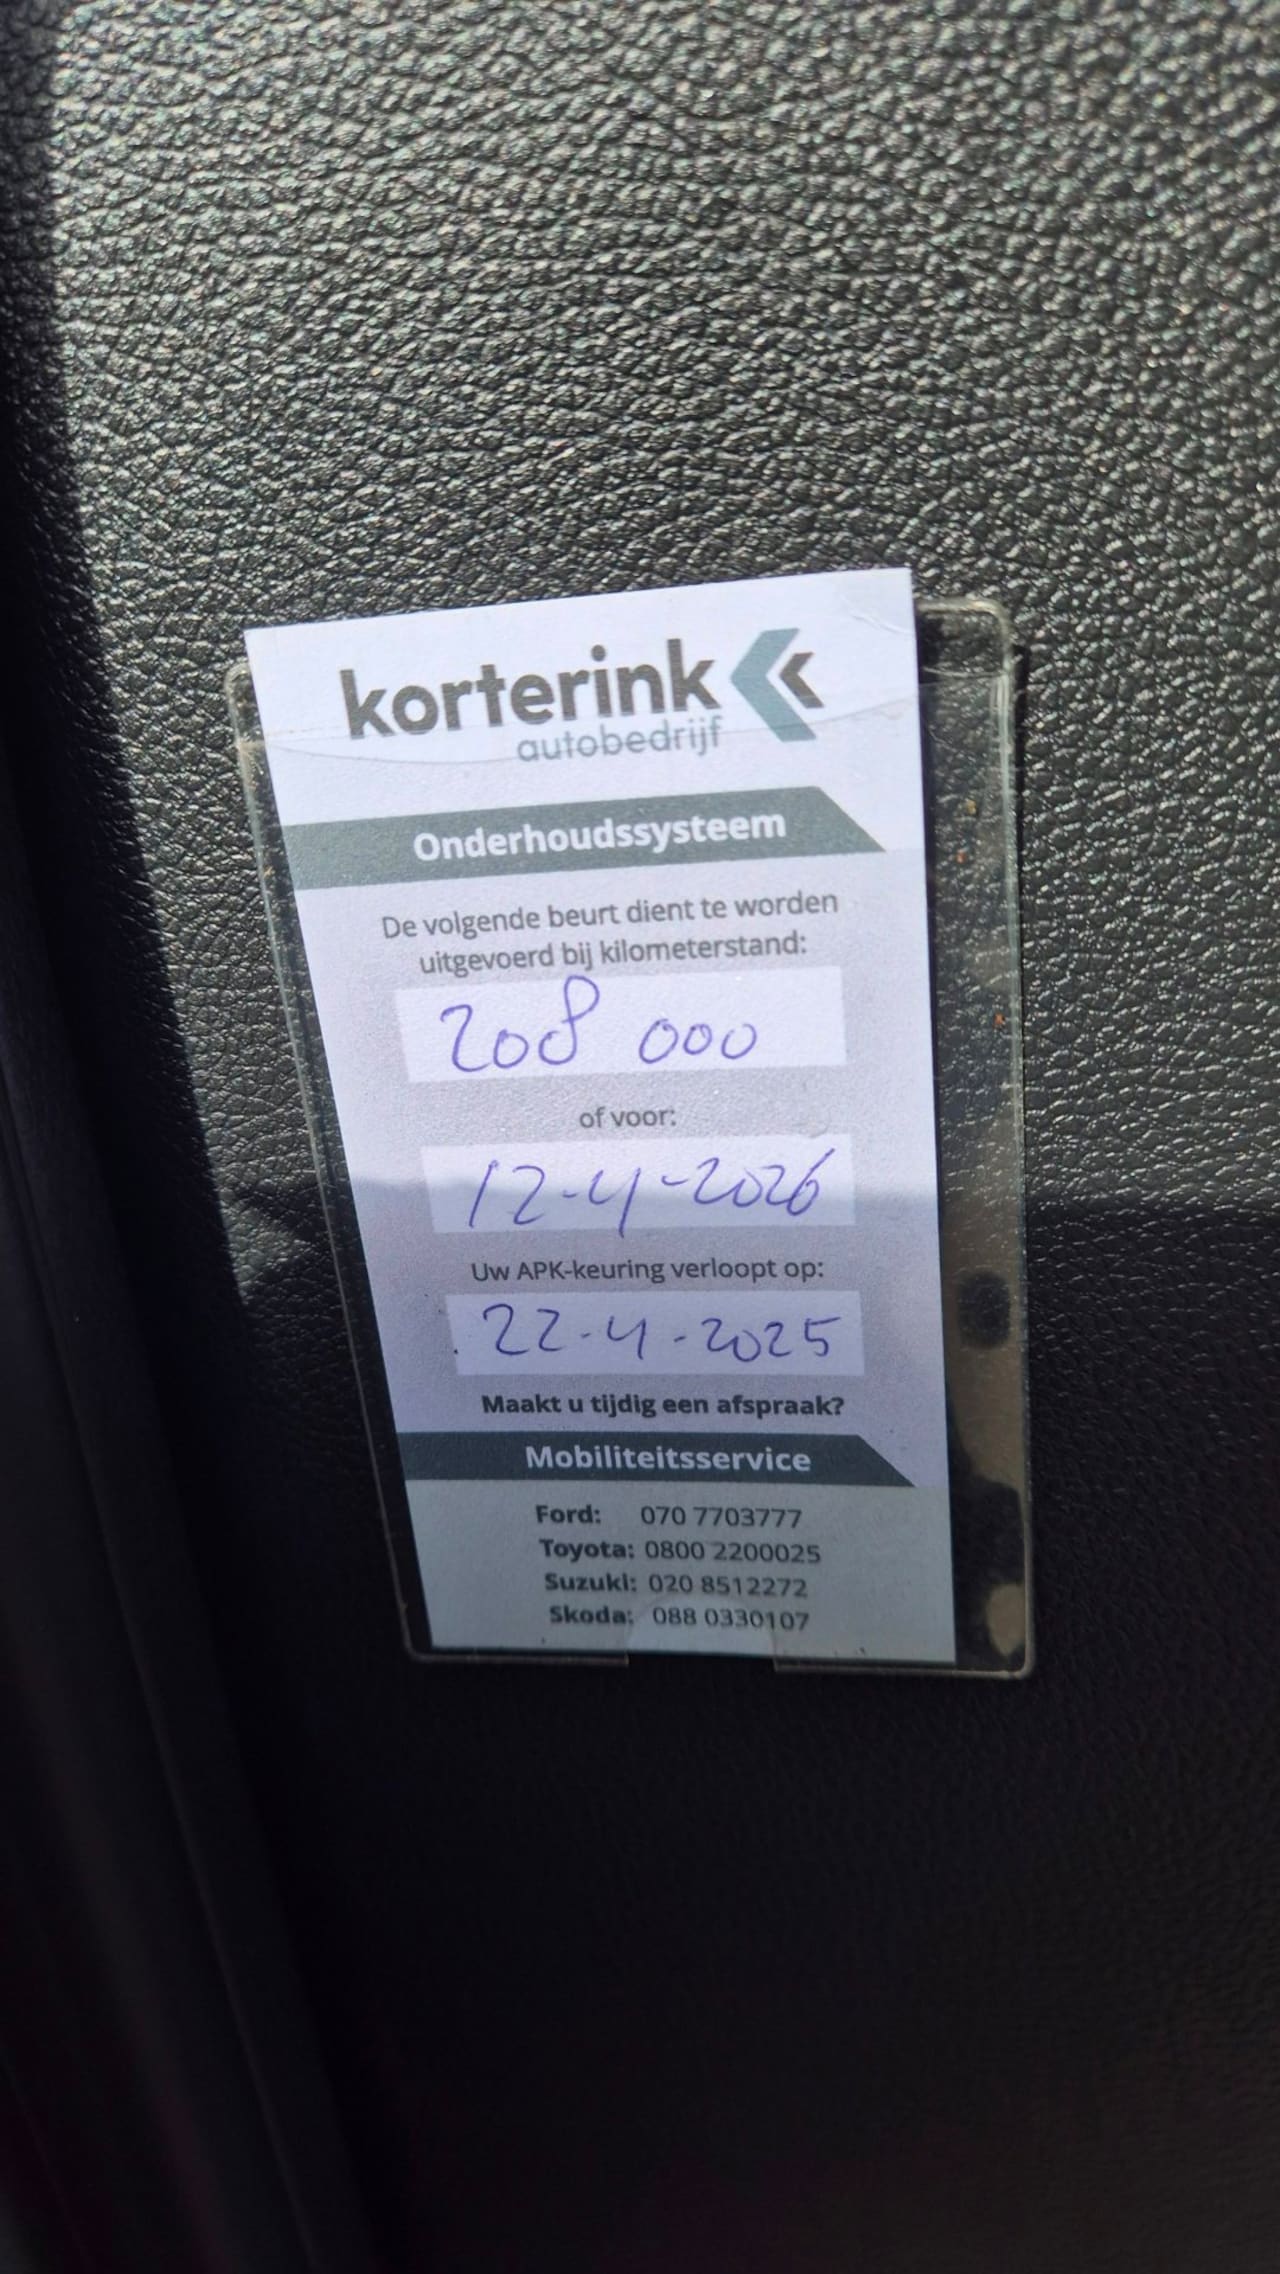 korterink
autobedrijf
Onderhoudssysteem
De volgende beurt dient te worden
uitgevoerd bij kilometerstand:
208 000
of voor:
12-4-2026
Uw APK-keuring verloopt op:
22-4-2025
Maakt u tijdig een afspraak?
Mobiliteitsservice
Ford: 070 7703777
Toyota: 0800 2200025
Suzuki: 020 8512272
Skoda: 088 0330107